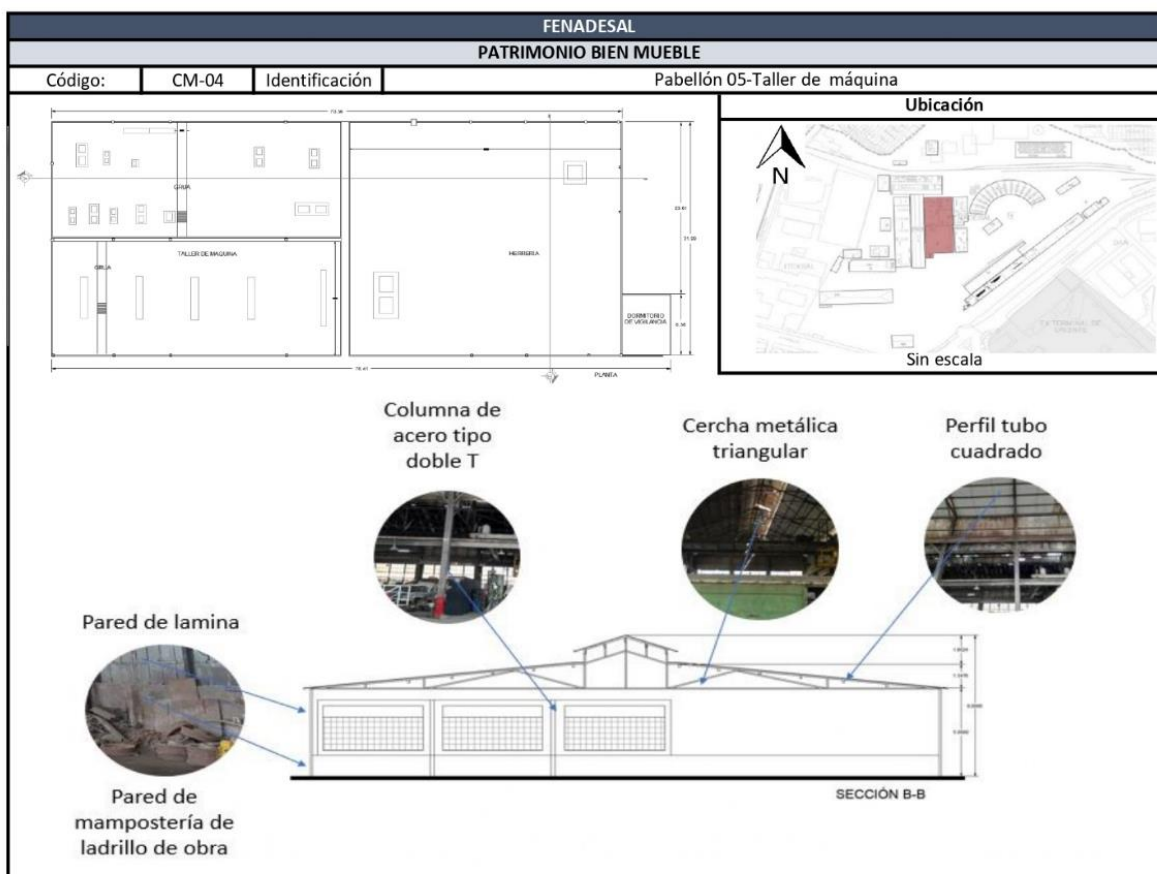 FENADESAL
PATRIMONIO BIEN MUEBLE
Código: CM-04 Identificación Pabellón 05-Taller de máquina
Ubicación
GRUA
TALLER DE MAQUINA
GRUA
HERRERIA
DORMITORIO
DE VIGILANCIA
PLANTA
N
Sin escala
Columna de
acero tipo
doble T
Cercha metálica
triangular
Perfil tubo
cuadrado
Pared de lamina
Pared de
mampostería de
ladrillo de obra
SECCIÓN B-B